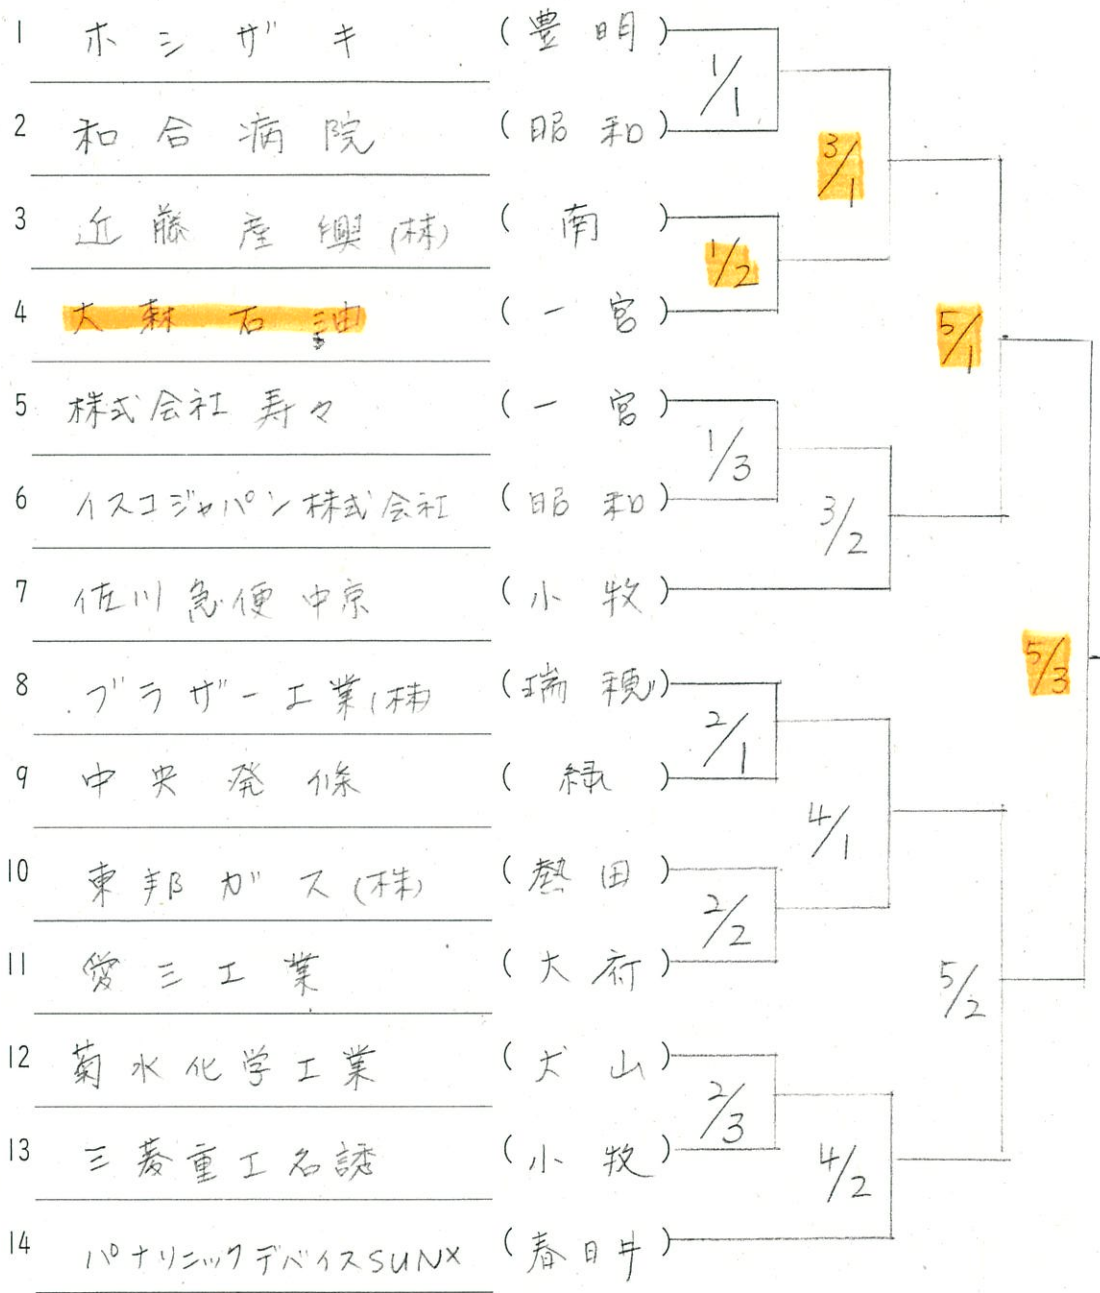 1 ホシザキ (豊明)
1/1
2 和合病院 (昭和)
3/1
3 近藤産興(株) (南)
1/2
4 大森石油 (一宮)
5/1
5 株式会社寿々 (一宮)
1/3
6 イスコジャパン株式会社 (昭和)
3/2
7 佐川急便中京 (小牧)
5/3
8 ブラザー工業(株) (瑞穂)
2/1
9 中央発條 (緑)
4/1
10 東邦ガス(株) (熱田)
2/2
11 愛三工業 (大府)
5/2
12 菊水化学工業 (犬山)
2/3
13 三菱重工名誘 (小牧)
4/2
14 パナソニックデバイスSUNX (春日井)